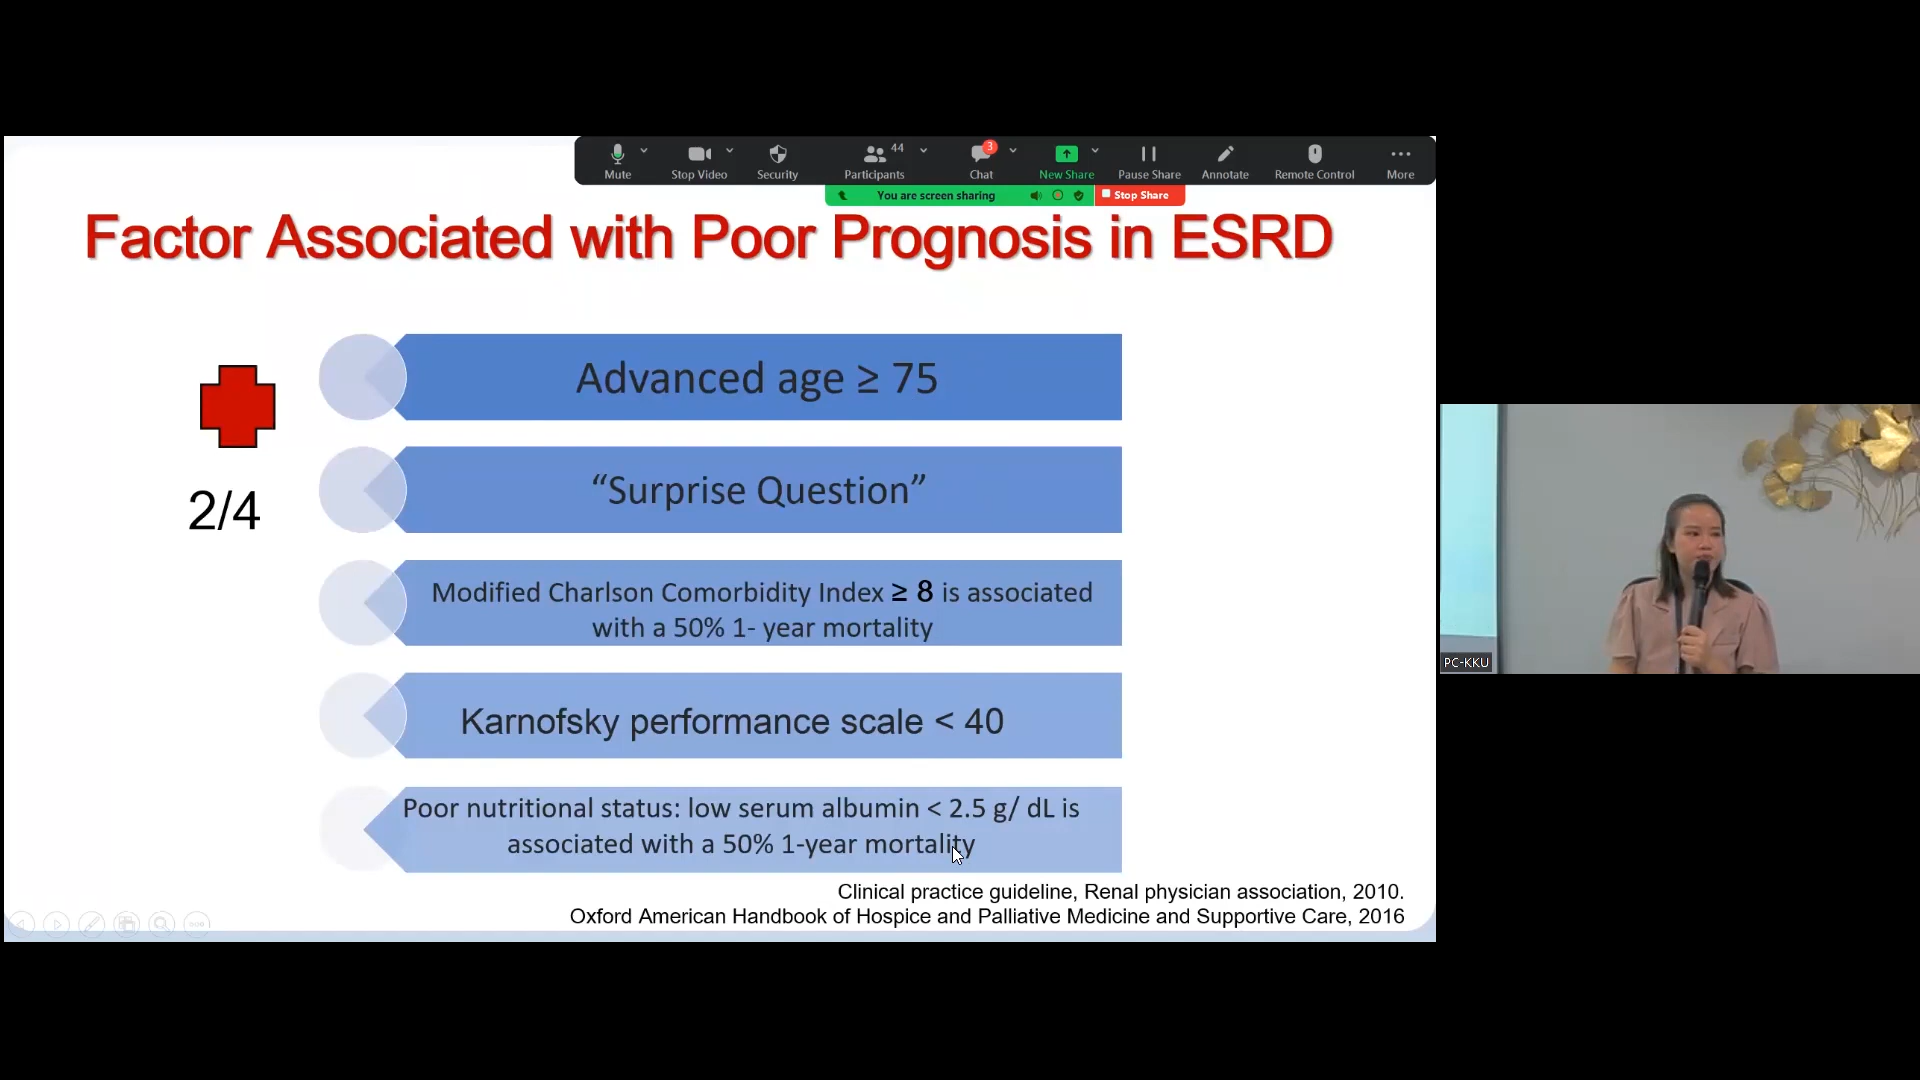 Mute
Stop Video
Security
Participants
44
Chat
3
New Share
Pause Share
Annotate
Remote Control
More
You are screen sharing
Stop Share
Factor Associated with Poor Prognosis in ESRD
2/4
Advanced age ≥ 75
“Surprise Question”
Modified Charlson Comorbidity Index ≥ 8 is associated
with a 50% 1- year mortality
Karnofsky performance scale < 40
Poor nutritional status: low serum albumin < 2.5 g/ dL is
associated with a 50% 1-year mortality
Clinical practice guideline, Renal physician association, 2010.
Oxford American Handbook of Hospice and Palliative Medicine and Supportive Care, 2016
PC-KKU